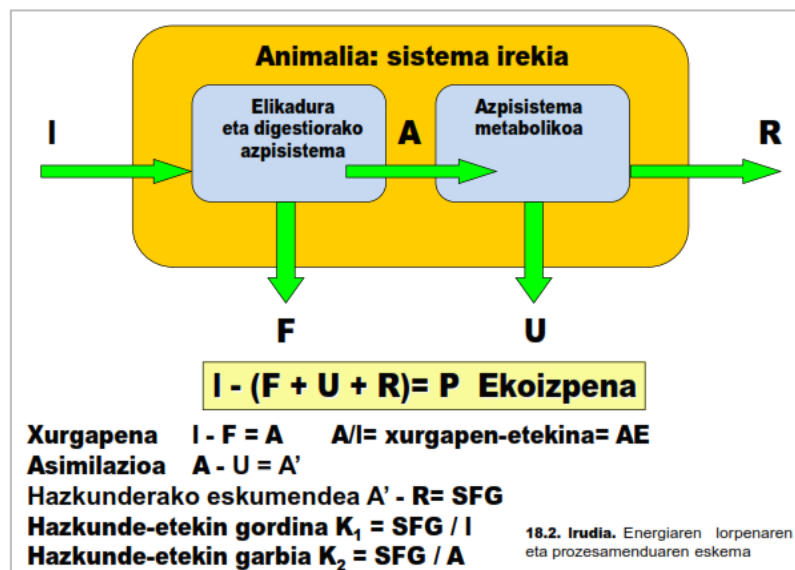 Animalia: sistema irekia
Elikadura
eta digestiorako
azpisistema
Azpisistema
metabolikoa
I
A
R
F
U
I - (F + U + R)= P Ekoizpena
Xurgapena I - F = A A/I= xurgapen-etekina= AE
Asimilazioa A - U = A’
Hazkunderako eskumendea A’ - R= SFG
Hazkunde-etekin gordina K₁ = SFG / I
Hazkunde-etekin garbia K₂ = SFG / A
18.2. Irudia. Energiaren lorpenaren
eta prozesamenduaren eskema